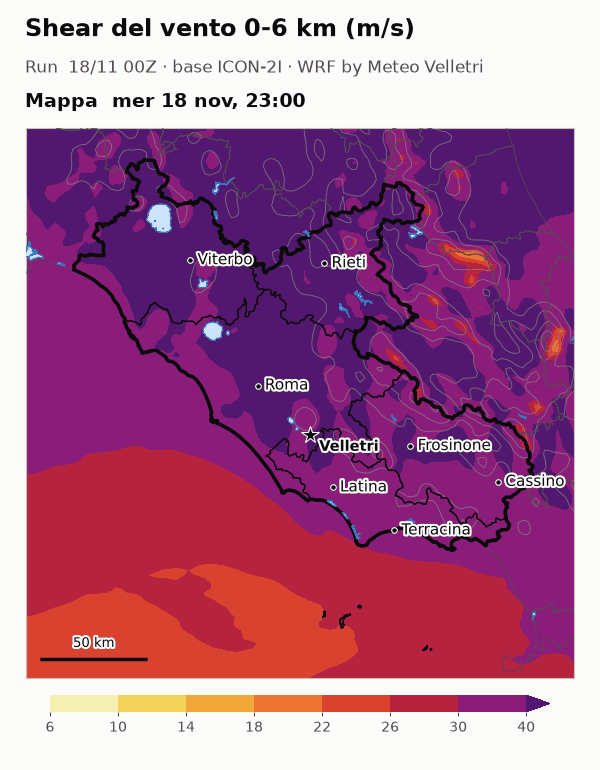 Shear del vento 0-6 km (m/s)
Run  18/11 00Z · base ICON-2I · WRF by Meteo Velletri
Mappa  mer 18 nov, 23:00
Viterbo
Rieti
Roma
Velletri
Frosinone
Cassino
Latina
Terracina
50 km
6 10 14 18 22 26 30 40